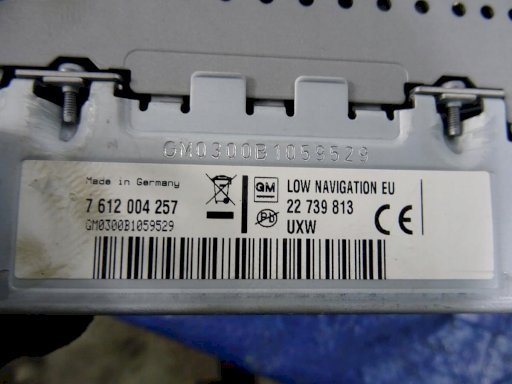 GM0300B1059529
Made in Germany
7 612 004 257
GM0300B1059529
GM
LOW NAVIGATION EU
Pb
22 739 813
UXW
CE